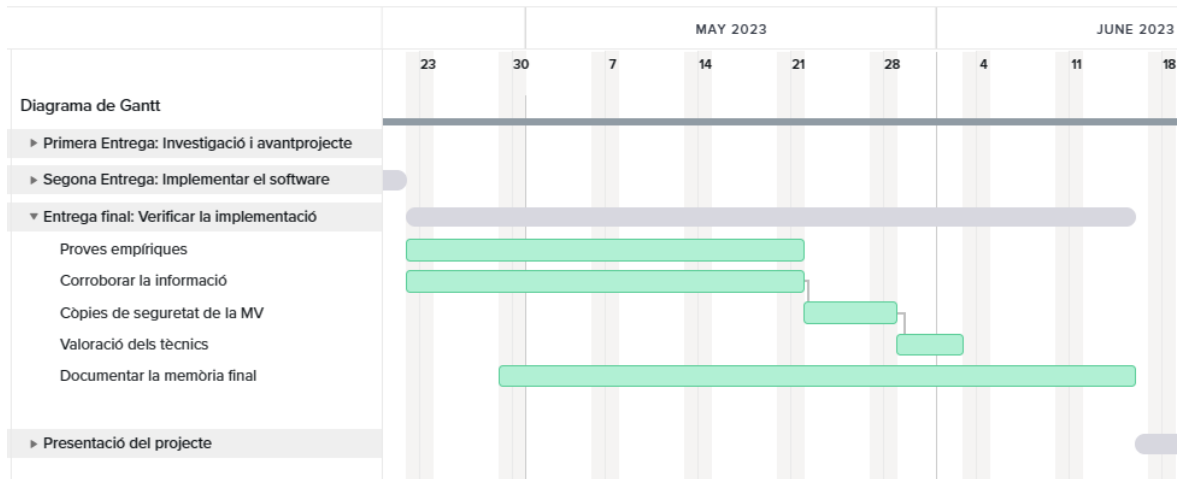 MAY 2023 JUNE 2023
23 30 7 14 21 28 4 11 18
Diagrama de Gantt
Primera Entrega: Investigació i avantprojecte
Segona Entrega: Implementar el software
Entrega final: Verificar la implementació
Proves empíriques
Corroborar la informació
Còpies de seguretat de la MV
Valoració dels tècnics
Documentar la memòria final
Presentació del projecte